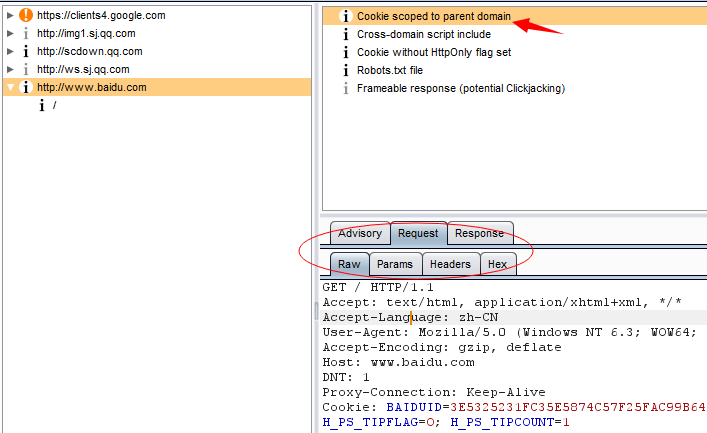 https://clients4.google.com
http://img1.sj.qq.com
http://scdown.qq.com
http://ws.sj.qq.com
http://www.baidu.com
/
Cookie scoped to parent domain
Cross-domain script include
Cookie without HttpOnly flag set
Robots.txt file
Frameable response (potential Clickjacking)
Advisory Request Response
Raw Params Headers Hex
GET / HTTP/1.1
Accept: text/html, application/xhtml+xml, */*
Accept-Language: zh-CN
User-Agent: Mozilla/5.0 (Windows NT 6.3; WOW64;
Accept-Encoding: gzip, deflate
Host: www.baidu.com
DNT: 1
Proxy-Connection: Keep-Alive
Cookie: BAIDUID=3E5325231FC35E5874C57F25FAC99B64
H_PS_TIPFLAG=O; H_PS_TIPCOUNT=1